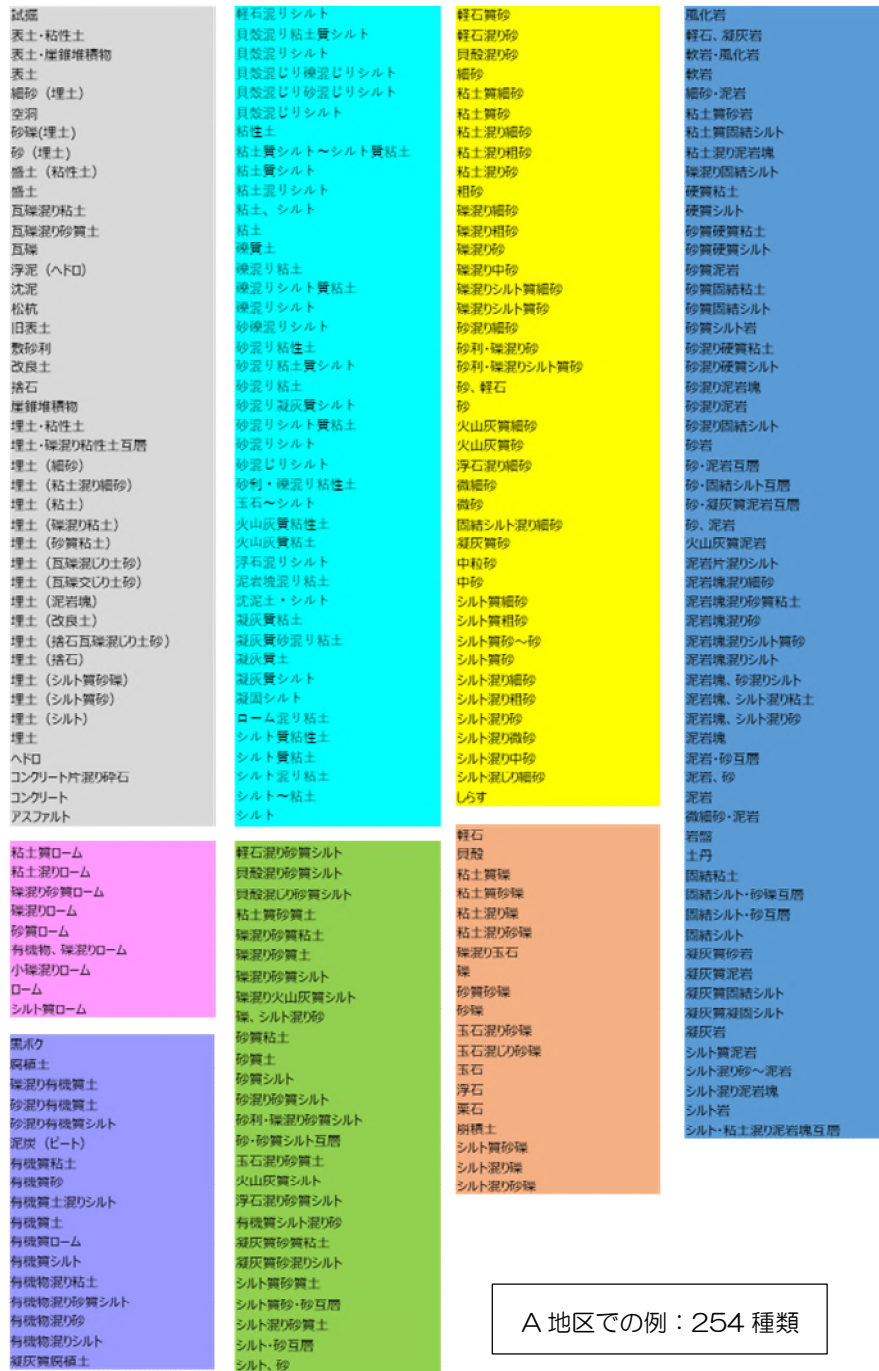 試掘
表土・粘性土
表土・崖錐堆積物
表土
細砂（埋土）
空洞
砂礫(埋土)
砂（埋土）
盛土（粘性土）
盛土
瓦礫混り粘土
瓦礫混り砂質土
瓦礫
浮泥（ヘドロ）
沈泥
松杭
旧表土
敷砂利
改良土
捨石
崖錐堆積物
埋土・粘性土
埋土・礫混り粘性土互層
埋土（細砂）
埋土（粘土混り細砂）
埋土（粘土）
埋土（礫混り粘土）
埋土（砂質粘土）
埋土（瓦礫混じり土砂）
埋土（瓦礫交じり土砂）
埋土（泥岩塊）
埋土（改良土）
埋土（捨石瓦礫混じり土砂）
埋土（捨石）
埋土（シルト質砂礫）
埋土（シルト質砂）
埋土（シルト）
埋土
ヘドロ
コンクリート片混り砕石
コンクリート
アスファルト
粘土質ローム
粘土混りローム
礫混り砂質ローム
礫混りローム
砂質ローム
有機物、礫混りローム
小礫混りローム
ローム
シルト質ローム
黒ボク
腐植土
礫混り有機質土
砂混り有機質土
砂混り有機質シルト
泥炭（ピート）
有機質粘土
有機質砂
有機質土混りシルト
有機質土
有機質ローム
有機質シルト
有機物混り粘土
有機物混り砂質シルト
有機物混り砂
有機物混りシルト
凝灰質腐植土
軽石混りシルト
貝殻混り粘土質シルト
貝殻混りシルト
貝殻混じり礫混じりシルト
貝殻混じり砂混じりシルト
貝殻混じりシルト
粘性土
粘土質シルト～シルト質粘土
粘土質シルト
粘土混りシルト
粘土、シルト
粘土
礫質土
礫混り粘土
礫混りシルト質粘土
礫混りシルト
砂礫混りシルト
砂混り粘性土
砂混り粘土質シルト
砂混り粘土
砂混り凝灰質シルト
砂混りシルト質粘土
砂混りシルト
砂混じりシルト
砂利・礫混り粘性土
玉石～シルト
火山灰質粘性土
火山灰質粘土
浮石混りシルト
泥岩塊混り粘土
沈泥土・シルト
凝灰質粘土
凝灰質砂混り粘土
凝灰質土
凝灰質シルト
凝固シルト
ローム混り粘土
シルト質粘性土
シルト質粘土
シルト混り粘土
シルト～粘土
シルト
軽石混り砂質シルト
貝殻混り砂質シルト
貝殻混じり砂質シルト
粘土質砂質土
礫混り砂質粘土
礫混り砂質土
礫混り砂質シルト
礫混り火山灰質シルト
礫、シルト混り砂
砂質粘土
砂質土
砂質シルト
砂混り砂質シルト
砂利・礫混り砂質シルト
砂・砂質シルト互層
玉石混り砂質土
火山灰質シルト
浮石混り砂質シルト
有機質シルト混り砂
凝灰質砂質粘土
凝灰質砂混りシルト
シルト質砂質土
シルト質砂・砂互層
シルト混り砂質土
シルト・砂互層
シルト、砂
軽石質砂
軽石混り砂
貝殻混り砂
細砂
粘土質細砂
粘土質砂
粘土混り細砂
粘土混り粗砂
粘土混り砂
粗砂
礫混り細砂
礫混り粗砂
礫混り砂
礫混り中砂
礫混りシルト質細砂
礫混りシルト質砂
砂混り細砂
砂利・礫混り砂
砂利・礫混りシルト質砂
砂、軽石
砂
火山灰質細砂
火山灰質砂
浮石混り細砂
微細砂
微砂
固結シルト混り細砂
凝灰質砂
中粒砂
中砂
シルト質細砂
シルト質粗砂
シルト質砂～砂
シルト質砂
シルト混り細砂
シルト混り粗砂
シルト混り砂
シルト混り微砂
シルト混り中砂
シルト混じり細砂
しらす
軽石
貝殻
粘土質礫
粘土質砂礫
粘土混り礫
粘土混り砂礫
礫混り玉石
礫
砂質砂礫
砂礫
玉石混り砂礫
玉石混じり砂礫
玉石
浮石
栗石
崩積土
シルト質砂礫
シルト混り礫
シルト混り砂礫
風化岩
軽石、凝灰岩
軟岩・風化岩
軟岩
細砂・泥岩
粘土質砂岩
粘土質固結シルト
粘土混り泥岩塊
礫混り固結シルト
硬質粘土
硬質シルト
砂質硬質粘土
砂質硬質シルト
砂質泥岩
砂質固結粘土
砂質固結シルト
砂質シルト岩
砂混り硬質粘土
砂混り硬質シルト
砂混り泥岩塊
砂混り泥岩
砂混り固結シルト
砂岩
砂・泥岩互層
砂・固結シルト互層
砂・凝灰質泥岩互層
砂、泥岩
火山灰質泥岩
泥岩片混りシルト
泥岩塊混り細砂
泥岩塊混り砂質粘土
泥岩塊混り砂
泥岩塊混りシルト質砂
泥岩塊混りシルト
泥岩塊、砂混りシルト
泥岩塊、シルト混り粘土
泥岩塊、シルト混り砂
泥岩塊
泥岩・砂互層
泥岩、砂
泥岩
微細砂・泥岩
岩盤
土丹
固結粘土
固結シルト・砂礫互層
固結シルト・砂互層
固結シルト
凝灰質砂岩
凝灰質泥岩
凝灰質固結シルト
凝灰質凝固シルト
凝灰岩
シルト質泥岩
シルト混り砂～泥岩
シルト混り泥岩塊
シルト岩
シルト・粘土混り泥岩塊互層
A 地区での例：254 種類